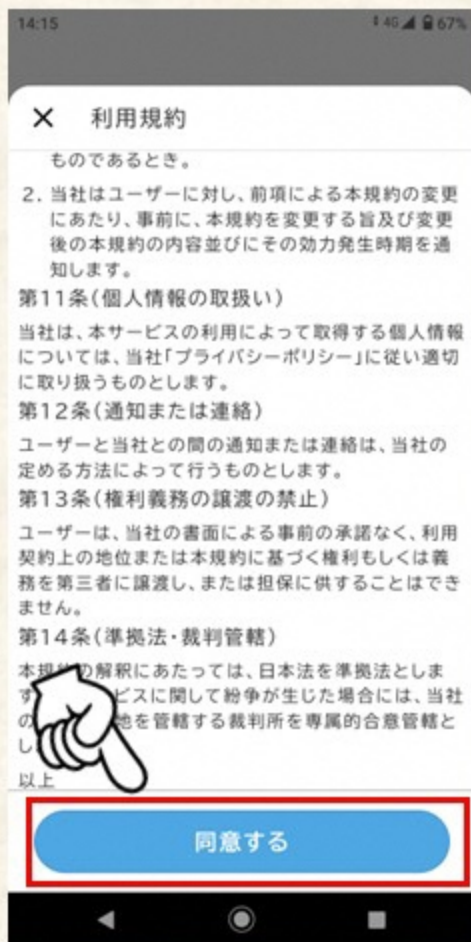 14:15
4G 67%
× 利用規約
ものであるとき。
2. 当社はユーザーに対し、前項による本規約の変更
にあたり、事前に、本規約を変更する旨及び変更
後の本規約の内容並びにその効力発生時期を通
知します。
第11条(個人情報の取扱い)
当社は、本サービスの利用によって取得する個人情報
については、当社「プライバシーポリシー」に従い適切
に取り扱うものとします。
第12条(通知または連絡)
ユーザーと当社との間の通知または連絡は、当社の
定める方法によって行うものとします。
第13条(権利義務の譲渡の禁止)
ユーザーは、当社の書面による事前の承諾なく、利用
契約上の地位または本規約に基づく権利もしくは義
務を第三者に譲渡し、または担保に供することはでき
ません。
第14条(準拠法・裁判管轄)
本規約の解釈にあたっては、日本法を準拠法としま
す ビスに関して紛争が生じた場合には、当社
の 地を管轄する裁判所を専属的合意管轄と
し
以上
同意する